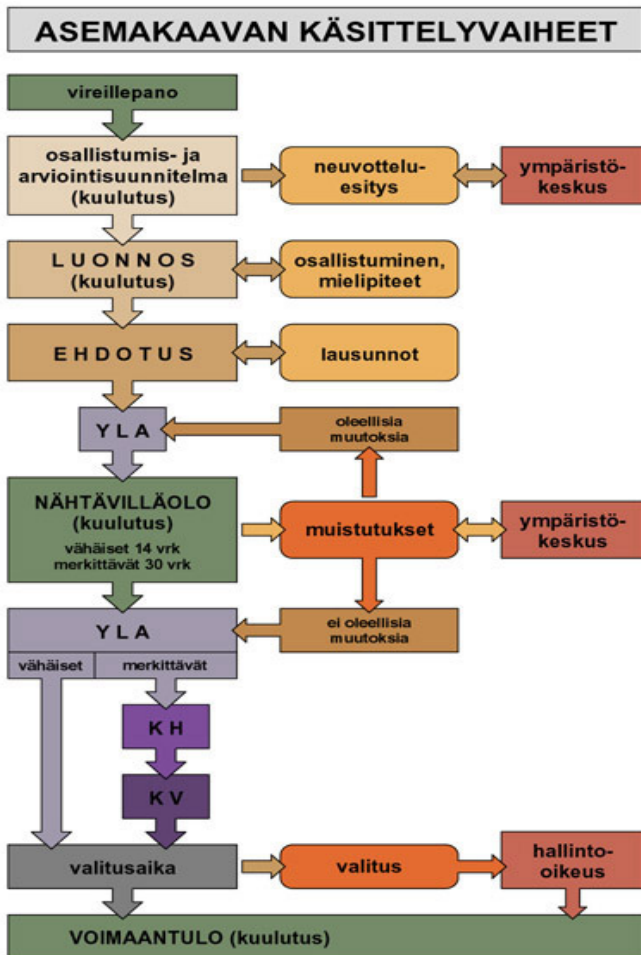 ASEMAKAAVAN KÄSITTELYVAIHEET
vireillepano
osallistumis- ja
arviointisuunnitelma
(kuulutus)
neuvottelu-
esitys
ympäristö-
keskus
LUONNOS
(kuulutus)
osallistuminen,
mielipiteet
EHDOTUS
lausunnot
YLA
oleellisia
muutoksia
NÄHTÄVILLÄOLO
(kuulutus)
vähäiset 14 vrk
merkittävät 30 vrk
muistutukset
ympäristö-
keskus
YLA
ei oleellisia
muutoksia
vähäiset
merkittävät
KH
KV
valitusaika
valitus
hallinto-
oikeus
VOIMAANTULO (kuulutus)